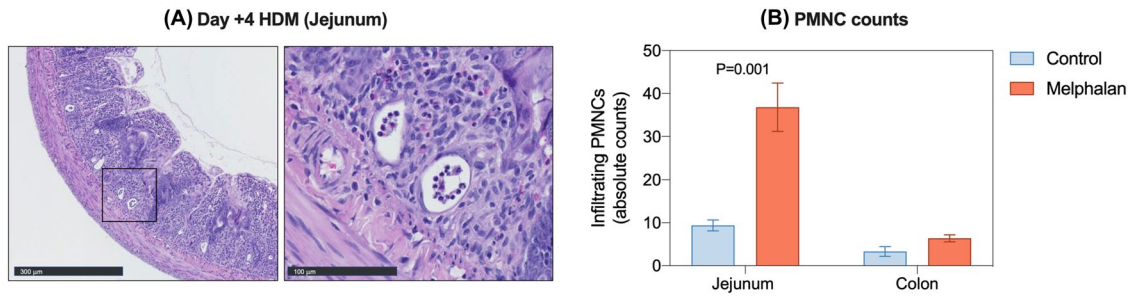 (A) Day +4 HDM (Jejunum)
300 µm
100 µm
(B) PMNC counts
Infiltrating PMNCs
(absolute counts)
50
40
30
20
10
0
P=0.001
Jejunum
Colon
Control
Melphalan